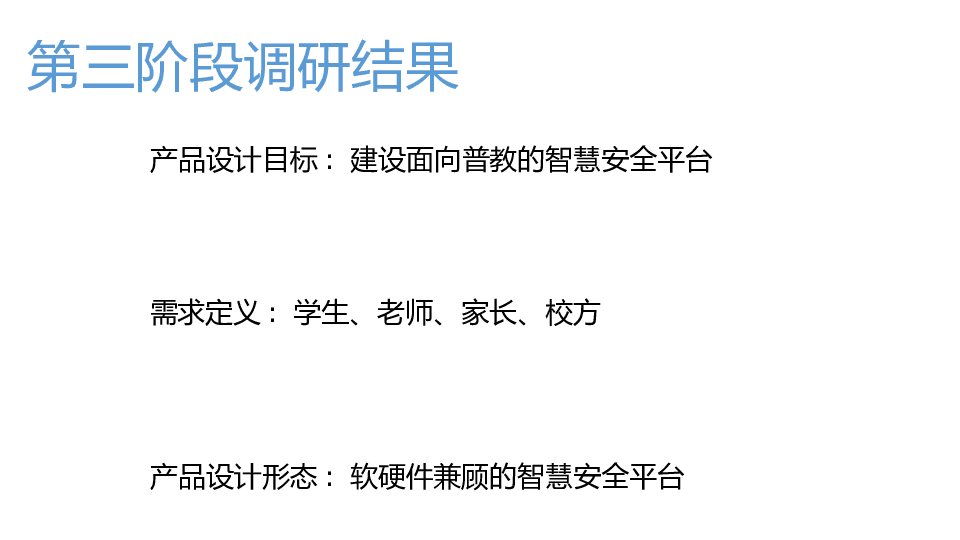 第三阶段调研结果
产品设计目标： 建设面向普教的智慧安全平台
需求定义： 学生、老师、家长、校方
产品设计形态： 软硬件兼顾的智慧安全平台